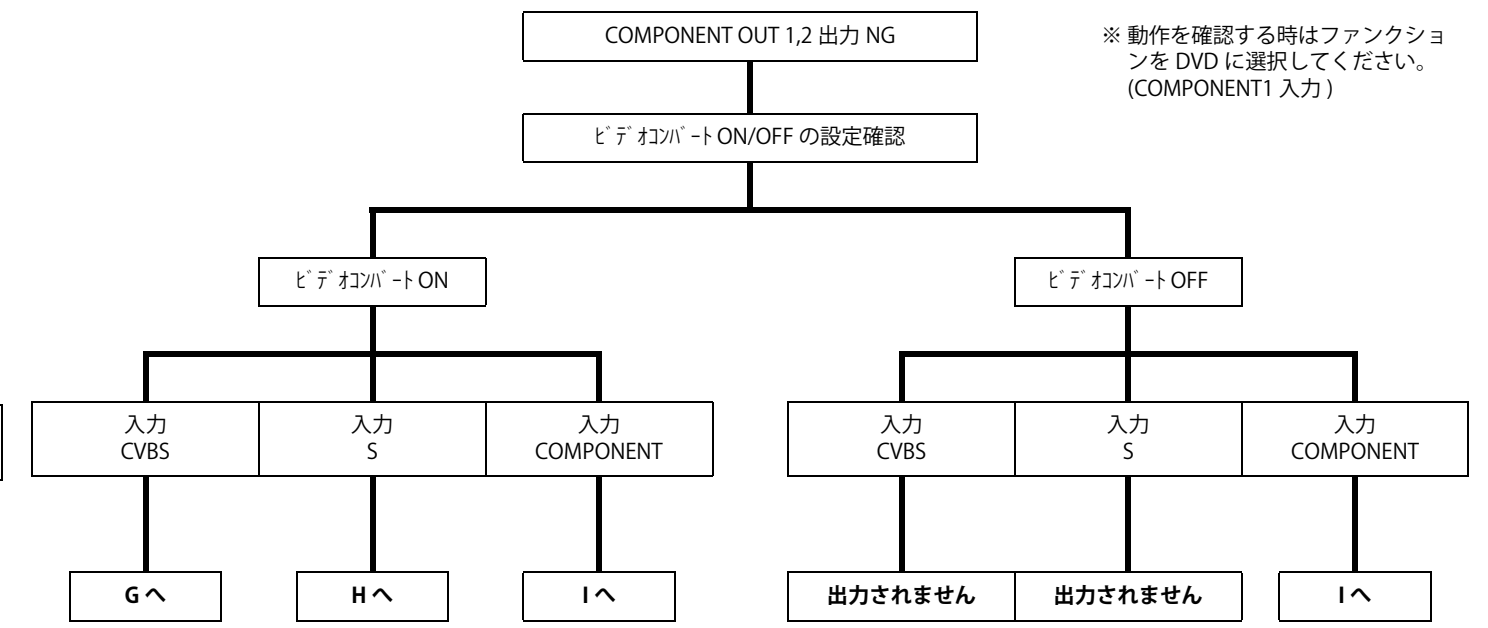 COMPONENT OUT 1,2 出力 NG
※ 動作を確認する時はファンクショ
ンを DVD に選択してください。
(COMPONENT1 入力 )
ﾋﾞﾃﾞｵｺﾝﾊﾞｰﾄ ON/OFF の設定確認
ﾋﾞﾃﾞｵｺﾝﾊﾞｰﾄ ON
ﾋﾞﾃﾞｵｺﾝﾊﾞｰﾄ OFF
入力
CVBS
入力
S
入力
COMPONENT
入力
CVBS
入力
S
入力
COMPONENT
G へ
H へ
I へ
出力されません
出力されません
I へ